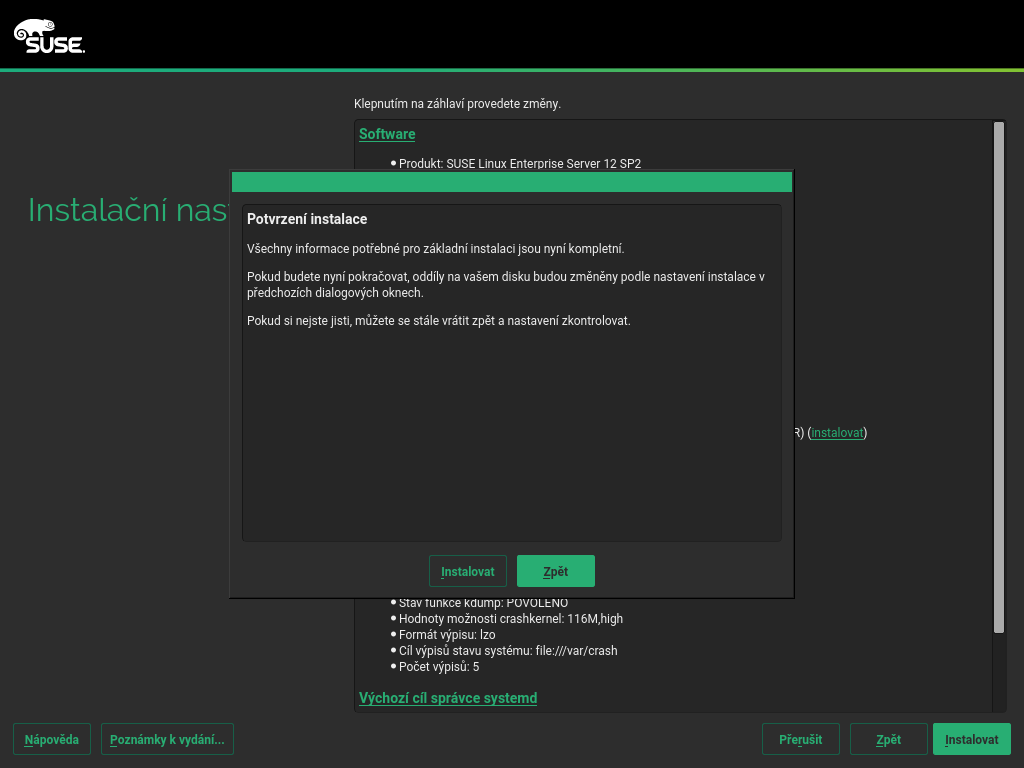 SUSE.
Klepnutím na záhlaví provedete změny.
Software
Produkt: SUSE Linux Enterprise Server 12 SP2
Instalační nas
Potvrzení instalace
Všechny informace potřebné pro základní instalaci jsou nyní kompletní.
Pokud budete nyní pokračovat, oddíly na vašem disku budou změněny podle nastavení instalace v
předchozích dialogových oknech.
Pokud si nejste jisti, můžete se stále vrátit zpět a nastavení zkontrolovat.
R) (instalovat)
Instalovat
Zpět
Stav funkce kdump: POVOLENO
Hodnoty možnosti crashkernel: 116M,high
Formát výpisu: lzo
Cíl výpisů stavu systému: file:///var/crash
Počet výpisů: 5
Výchozí cíl správce systemd
Nápověda
Poznámky k vydání...
Přerušit
Zpět
Instalovat